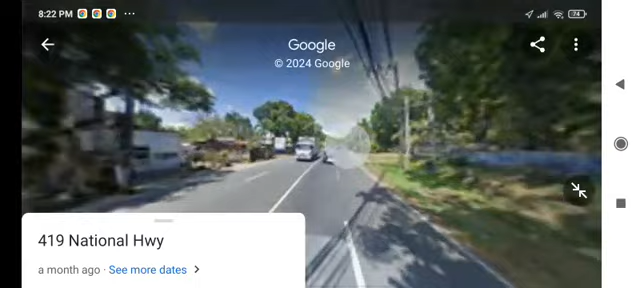 8:22 PM
74
Google
© 2024 Google
419 National Hwy
a month ago · See more dates